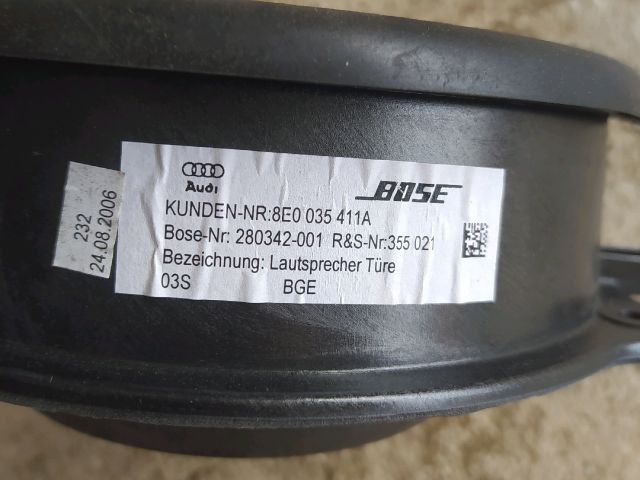 232
24.08.2006
Audi
BOSE
KUNDEN-NR:8E0 035 411A
Bose-Nr: 280342-001 R&S-Nr:355 021
Bezeichnung: Lautsprecher Türe
03S BGE